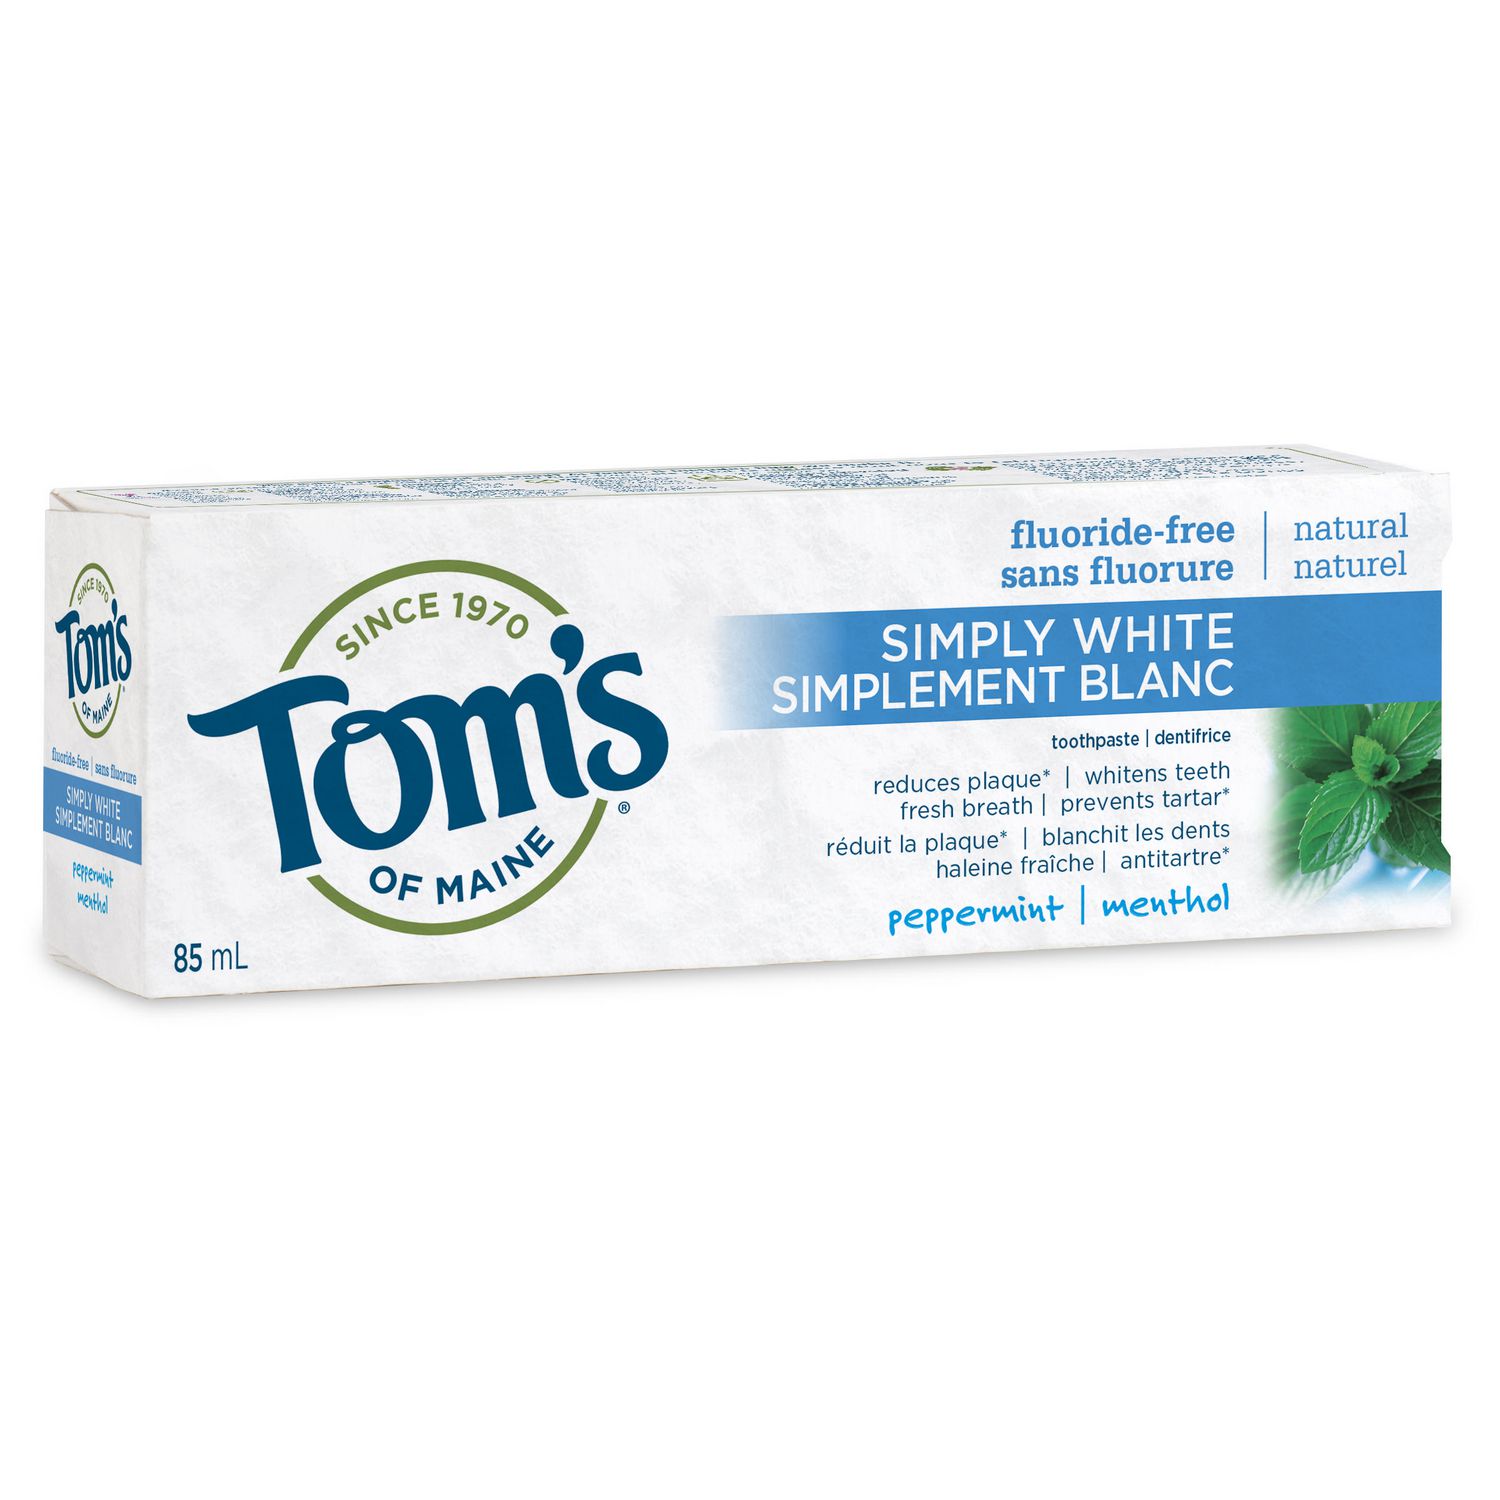 SINCE 1970
Tom's
OF MAINE
fluoride-free | sans fluorure
SIMPLY WHITE
SIMPLEMENT BLANC
peppermint
menthol
SINCE 1970
Tom's®
OF MAINE
85 mL
fluoride-free | natural
sans fluorure | naturel
SIMPLY WHITE
SIMPLEMENT BLANC
toothpaste | dentifrice
reduces plaque* | whitens teeth
fresh breath | prevents tartar*
réduit la plaque* | blanchit les dents
haleine fraîche | antitartre*
peppermint | menthol